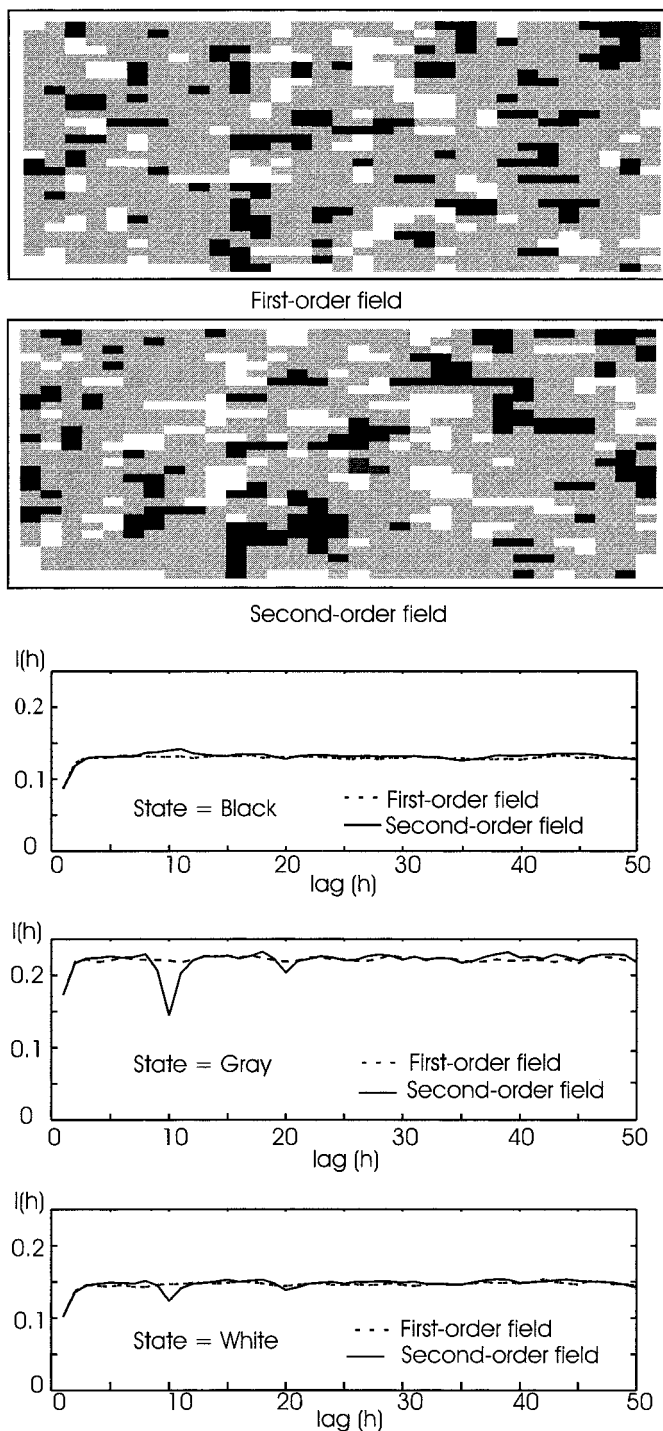 First-order field
Second-order field
I(h)
0.2
0.1
0
State = Black
First-order field
Second-order field
0 10 20 30 40 50
lag (h)
I(h)
0.2
0.1
0
State = Gray
First-order field
Second-order field
0 10 20 30 40 50
lag (h)
I(h)
0.2
0.1
0
State = White
First-order field
Second-order field
0 10 20 30 40 50
lag (h)